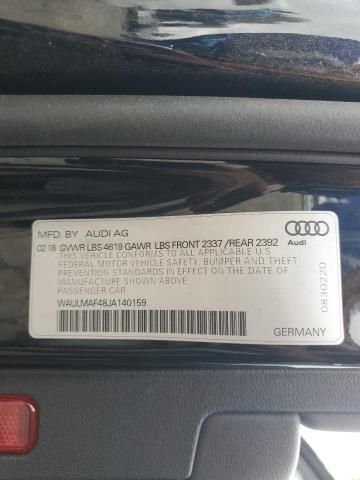 MFD. BY AUDI AG
02 18 GVWR LBS 4619 GAWR LBS FRONT 2337 /REAR 2392
Audi
THIS VEHICLE CONFORMS TO ALL APPLICABLE U S
FEDERAL MOTOR VEHICLE SAFETY, BUMPER AND THEFT
PREVENTION STANDARDS IN EFFECT ON THE DATE OF
MANUFACTURE SHOWN ABOVE
PASSENGER CAR
WAULMAF48JA140159
0830220
GERMANY